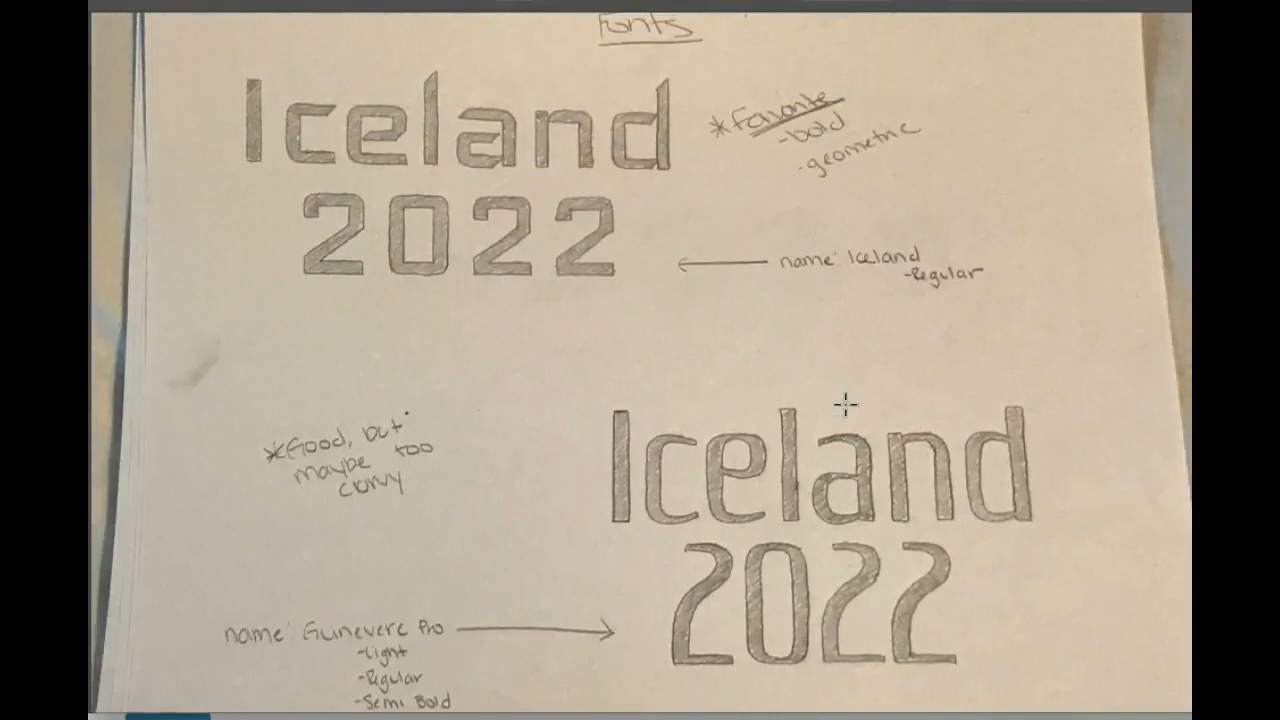 Fonts
Iceland
2022
*Favorite
-bold
-geometric
name: Iceland
-Regular
*Good, but
maybe too
curvy
Iceland
2022
name: Gunevere Pro
-Light
-Regular
-Semi Bold